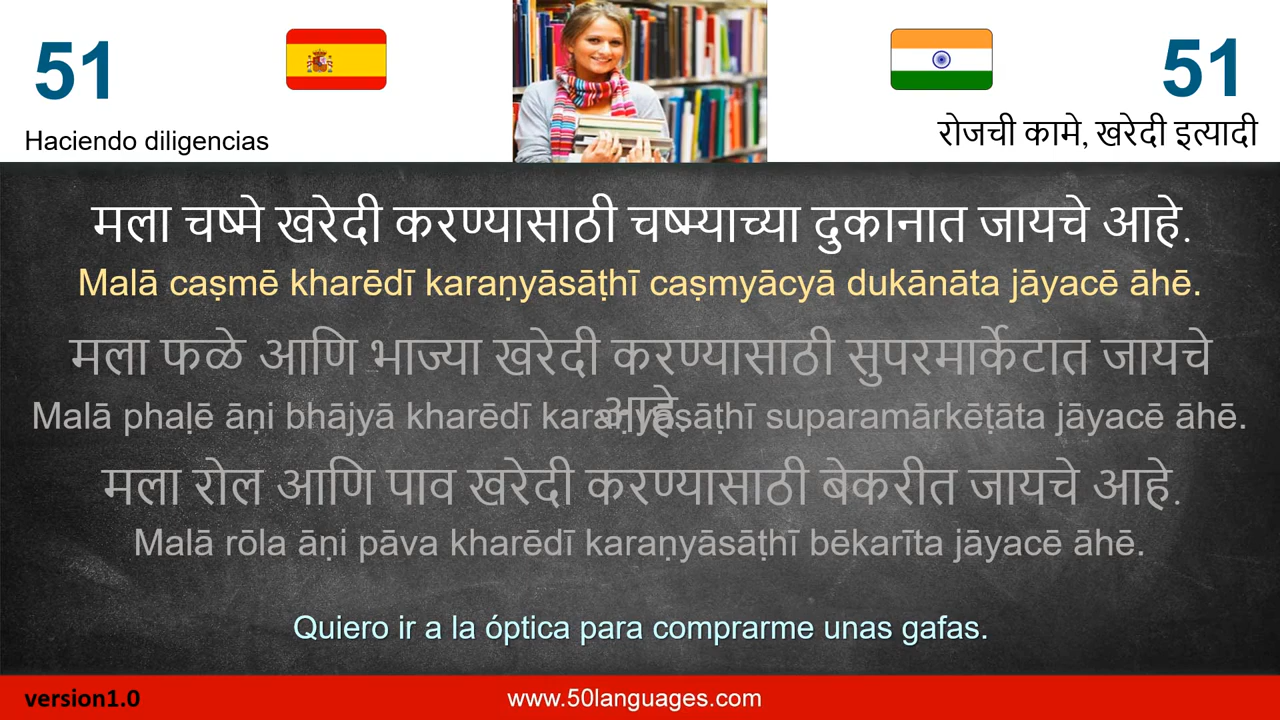 51
51
Haciendo diligencias
रोजची कामे, खरेदी इत्यादी
मला चष्मे खरेदी करण्यासाठी चष्म्याच्या दुकानात जायचे आहे.
Malā caṣmē kharēdī karaṇyāsāṭhī caṣmyācyā dukānāta jāyacē āhē.
मला फळे आणि भाज्या खरेदी करण्यासाठी सुपरमार्केटात जायचे
आहे.
Malā phaḷē āṇi bhājyā kharēdī karaṇyāsāṭhī suparamārkēṭāta jāyacē āhē.
मला रोल आणि पाव खरेदी करण्यासाठी बेकरीत जायचे आहे.
Malā rōla āṇi pāva kharēdī karaṇyāsāṭhī bēkarīta jāyacē āhē.
Quiero ir a la óptica para comprarme unas gafas.
version1.0
www.50languages.com